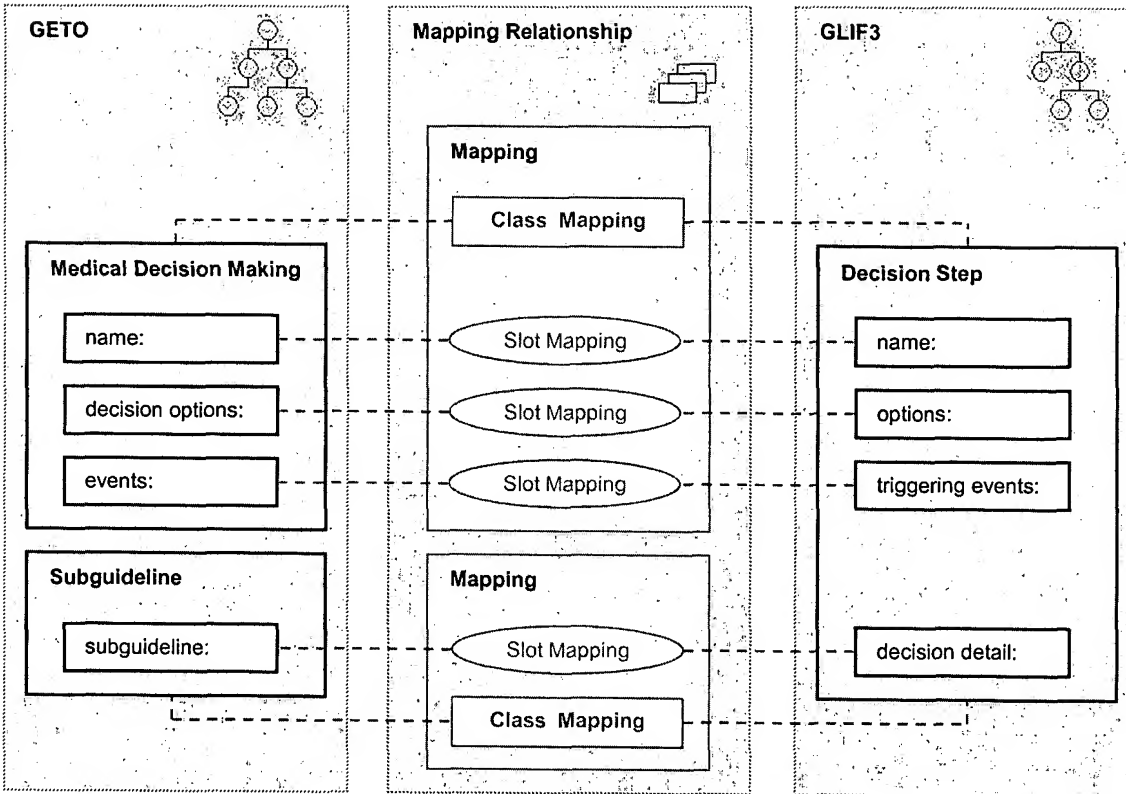 GETO
Mapping Relationship
GLIF3
Mapping
Class Mapping
Medical Decision Making
Decision Step
name:
Slot Mapping
name:
decision options:
Slot Mapping
options:
events:
Slot Mapping
triggering events:
Subguideline
Mapping
subguideline:
Slot Mapping
decision detail:
Class Mapping